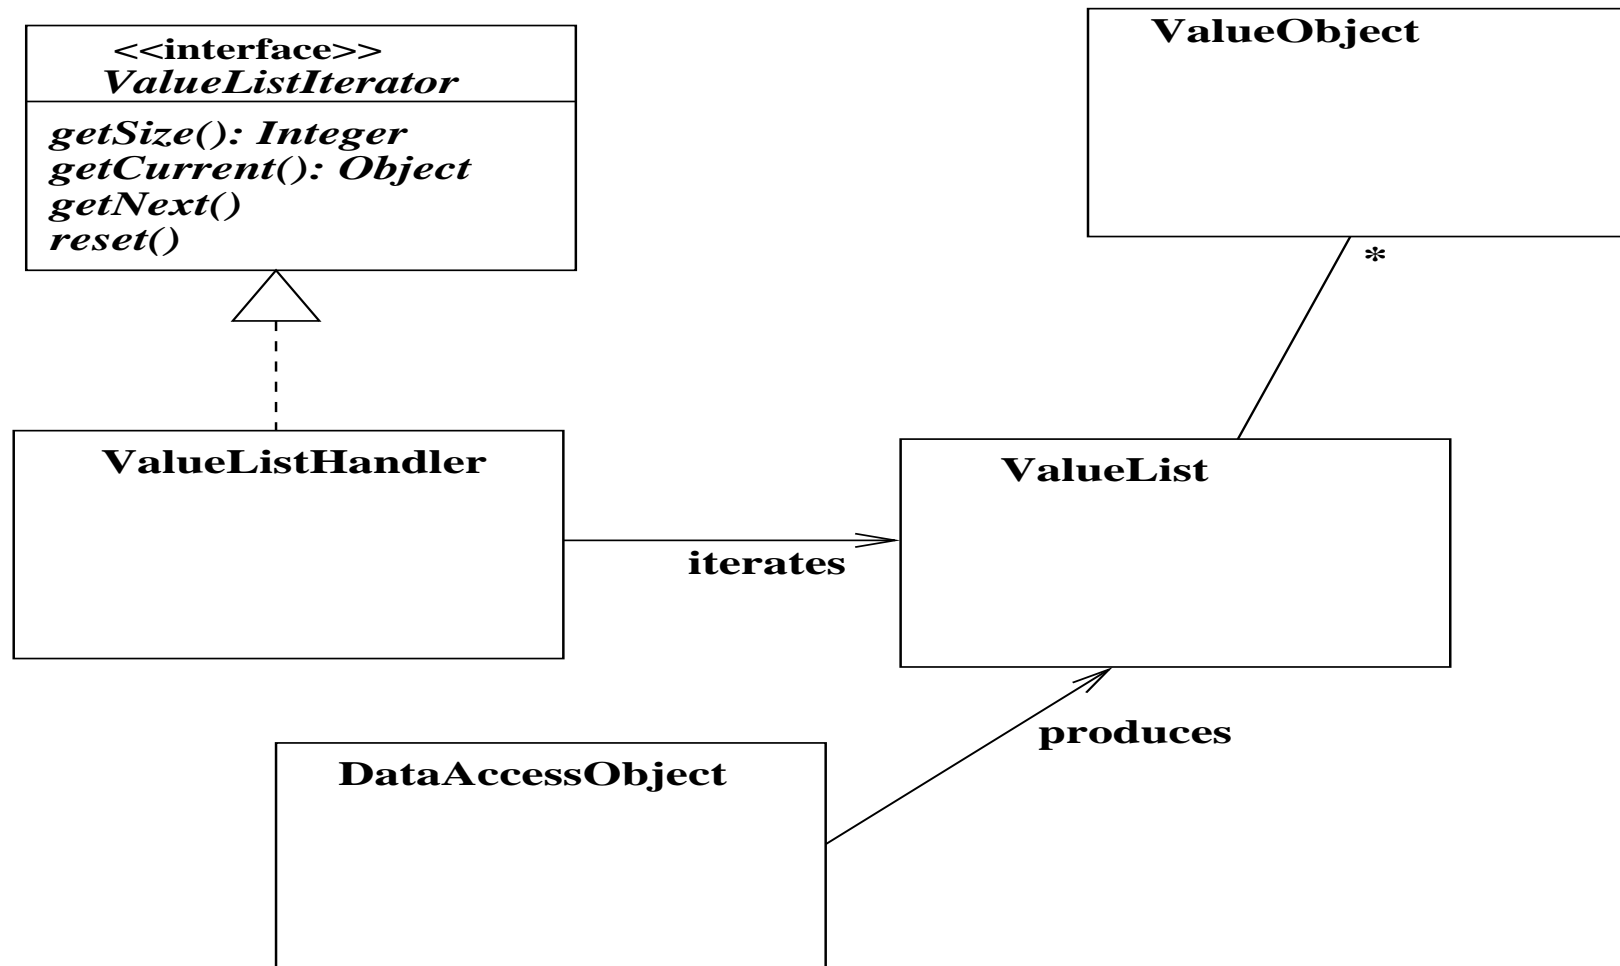 <<interface>>
ValueListIterator
getSize(): Integer
getCurrent(): Object
getNext()
reset()
ValueObject
*
ValueListHandler
ValueList
iterates
produces
DataAccessObject